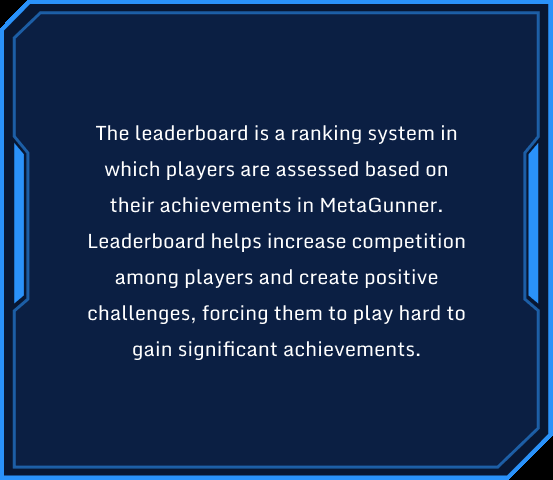 The leaderboard is a ranking system in
which players are assessed based on
their achievements in MetaGunner.
Leaderboard helps increase competition
among players and create positive
challenges, forcing them to play hard to
gain significant achievements.